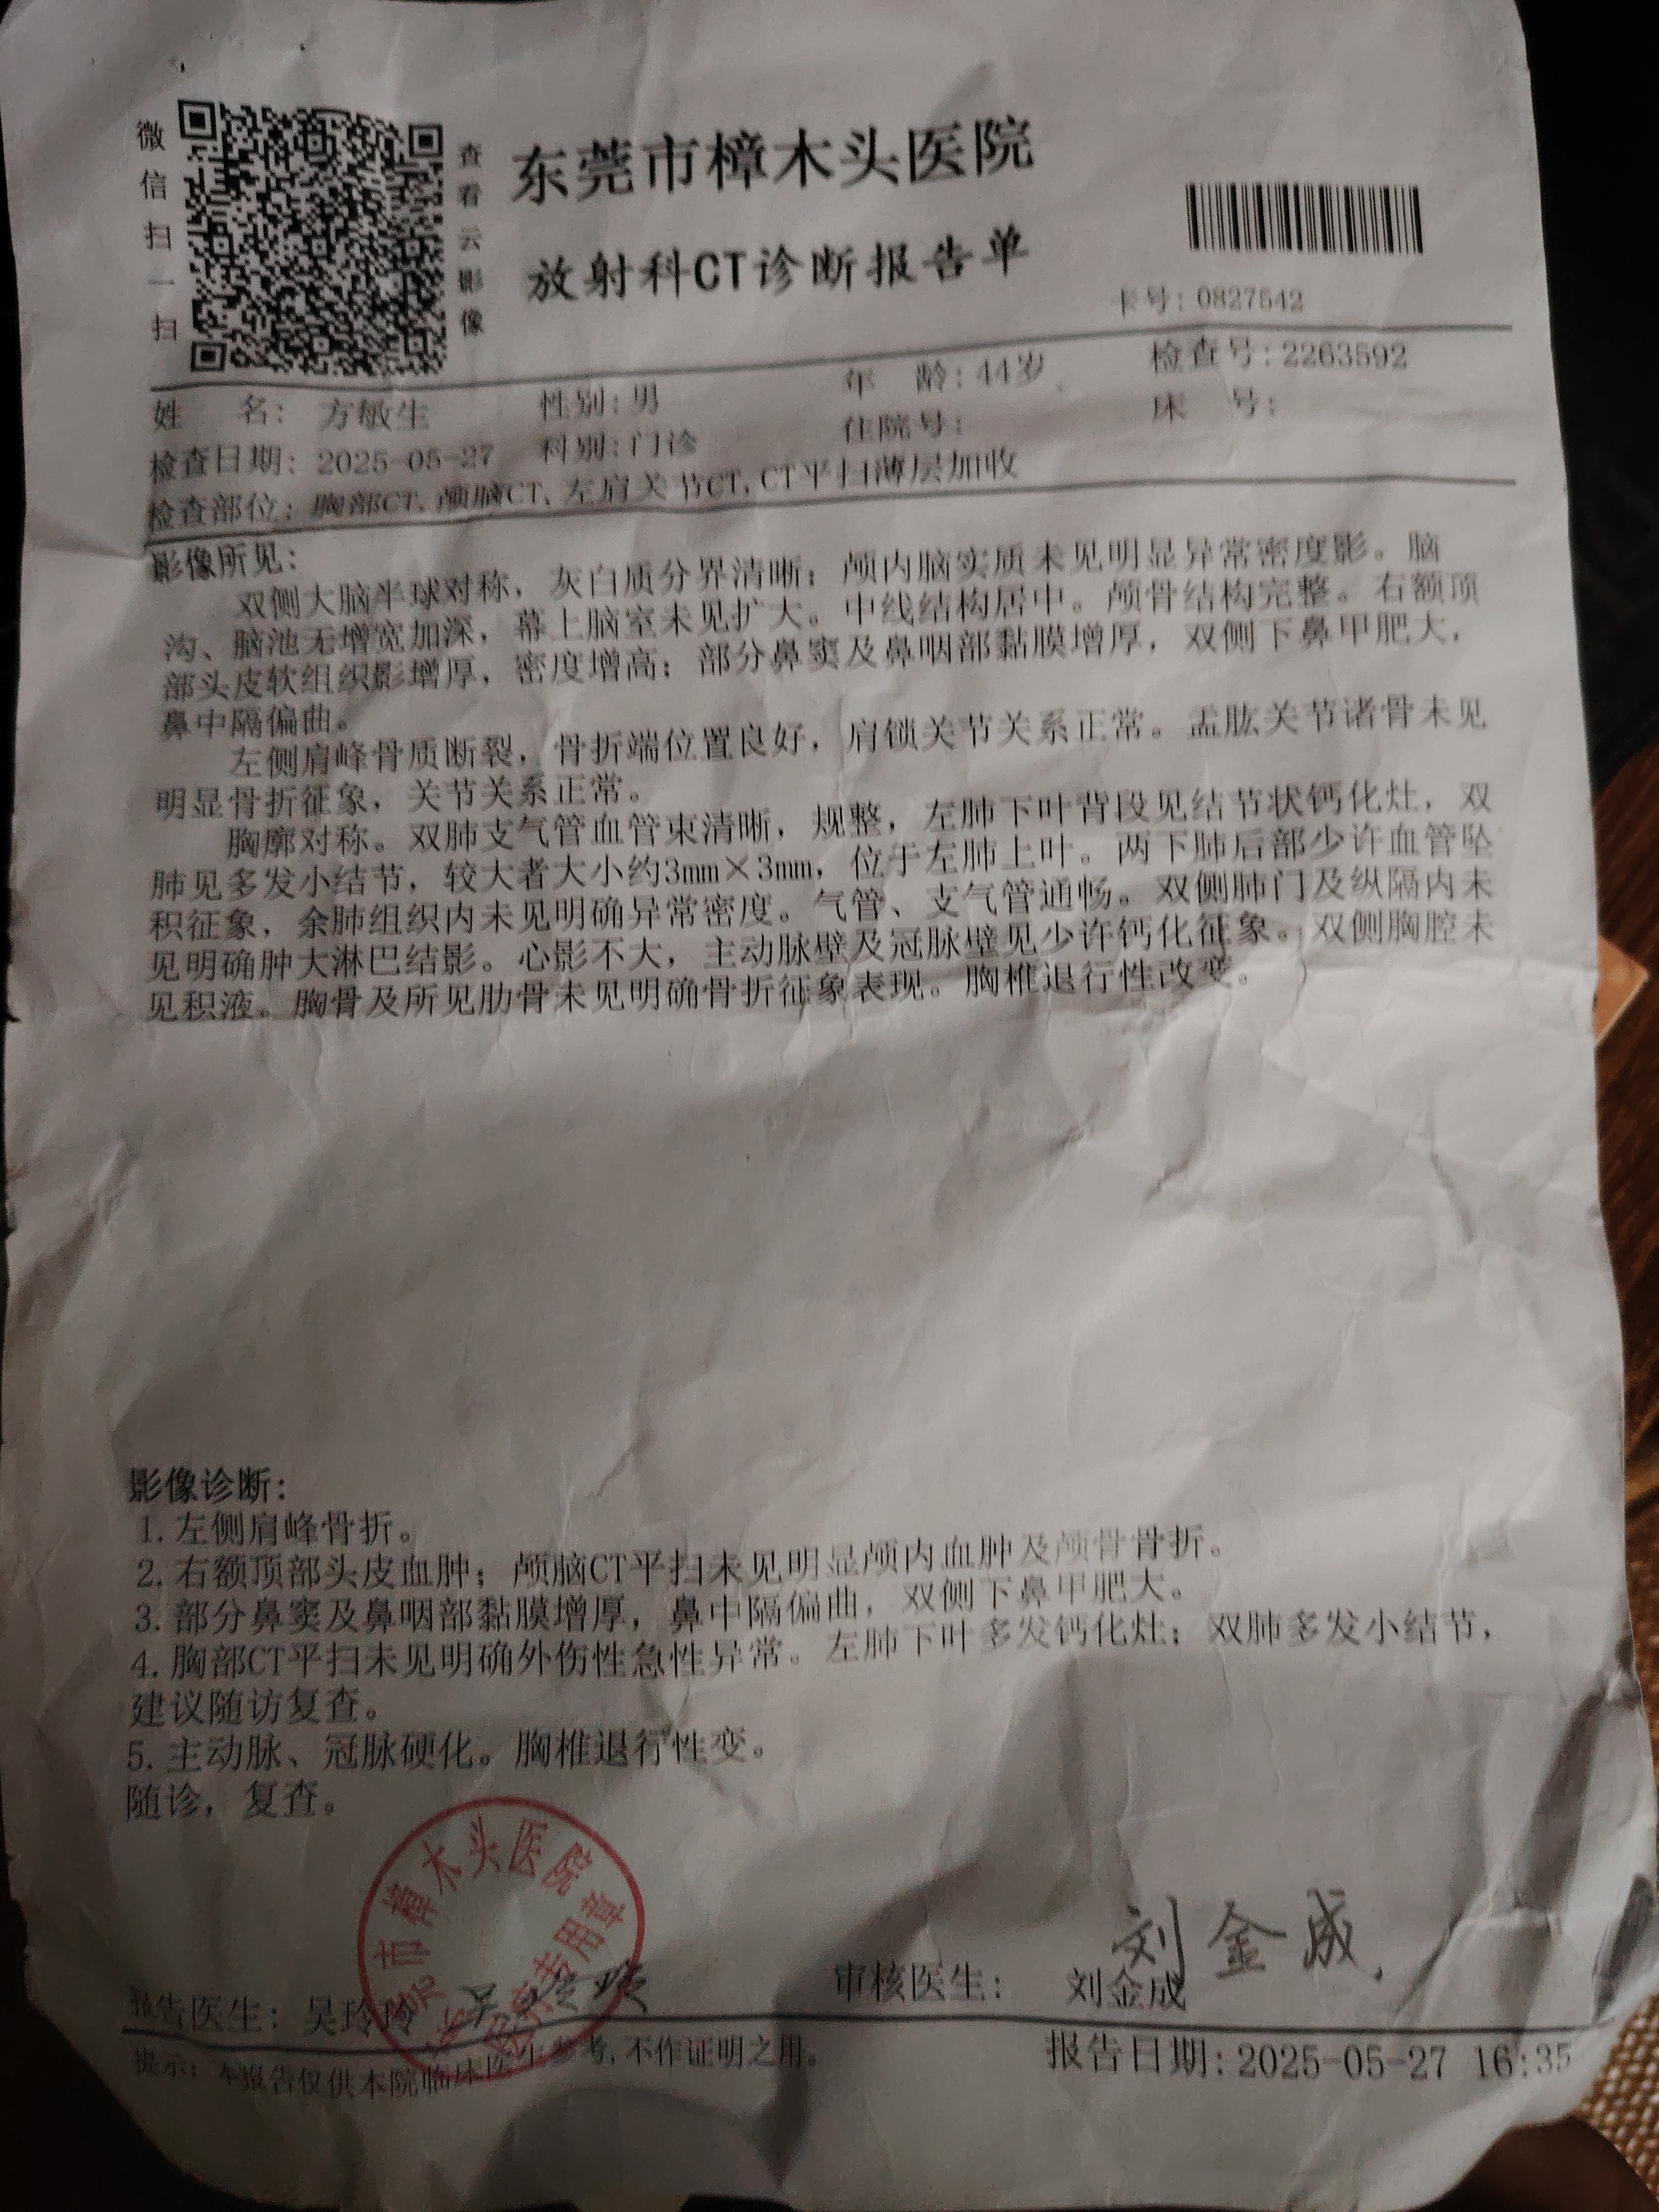 微信扫一扫
查看云影像
东莞市樟木头医院
放射科CT诊断报告单
卡号: 0827542
姓 名: 方敏生 性别: 男 年 龄: 44岁 检查号: 2263592
检查日期: 2025-05-27 科别: 门诊 住院号: 床 号:
检查部位: 胸部CT, 颅脑CT, 左肩关节CT, CT平扫薄层加收
影像所见:
双侧大脑半球对称，灰白质分界清晰；颅内脑实质未见明显异常密度影。脑
沟、脑池无增宽加深，幕上脑室未见扩大。中线结构居中。颅骨结构完整。右额顶
部头皮软组织影增厚，密度增高；部分鼻窦及鼻咽部黏膜增厚，双侧下鼻甲肥大，
鼻中隔偏曲。
左侧肩峰骨质断裂，骨折端位置良好，肩锁关节关系正常。盂肱关节诸骨未见
明显骨折征象，关节关系正常。
胸廓对称。双肺支气管血管束清晰，规整，左肺下叶背段见结节状钙化灶，双
肺见多发小结节，较大者大小约3mm×3mm，位于左肺上叶。两下肺后部少许血管坠
积征象，余肺组织内未见明确异常密度。气管、支气管通畅。双侧肺门及纵隔内未
见明确肿大淋巴结影。心影不大，主动脉壁及冠脉壁见少许钙化征象。双侧胸腔未
见积液。胸骨及所见肋骨未见明确骨折征象表现。胸椎退行性改变。
影像诊断:
1. 左侧肩峰骨折。
2. 右额顶部头皮血肿；颅脑CT平扫未见明显颅内血肿及颅骨骨折。
3. 部分鼻窦及鼻咽部黏膜增厚，鼻中隔偏曲，双侧下鼻甲肥大。
4. 胸部CT平扫未见明确外伤性急性异常。左肺下叶多发钙化灶；双肺多发小结节，
建议随访复查。
5. 主动脉、冠脉硬化。胸椎退行性变。
随诊，复查。
市樟木头医院
专用章
刘金成
报告医生: 吴玲玲 审核医生: 刘金成
提示: 本报告仅供本院临床医生参考, 不作证明之用。 报告日期: 2025-05-27 16:35